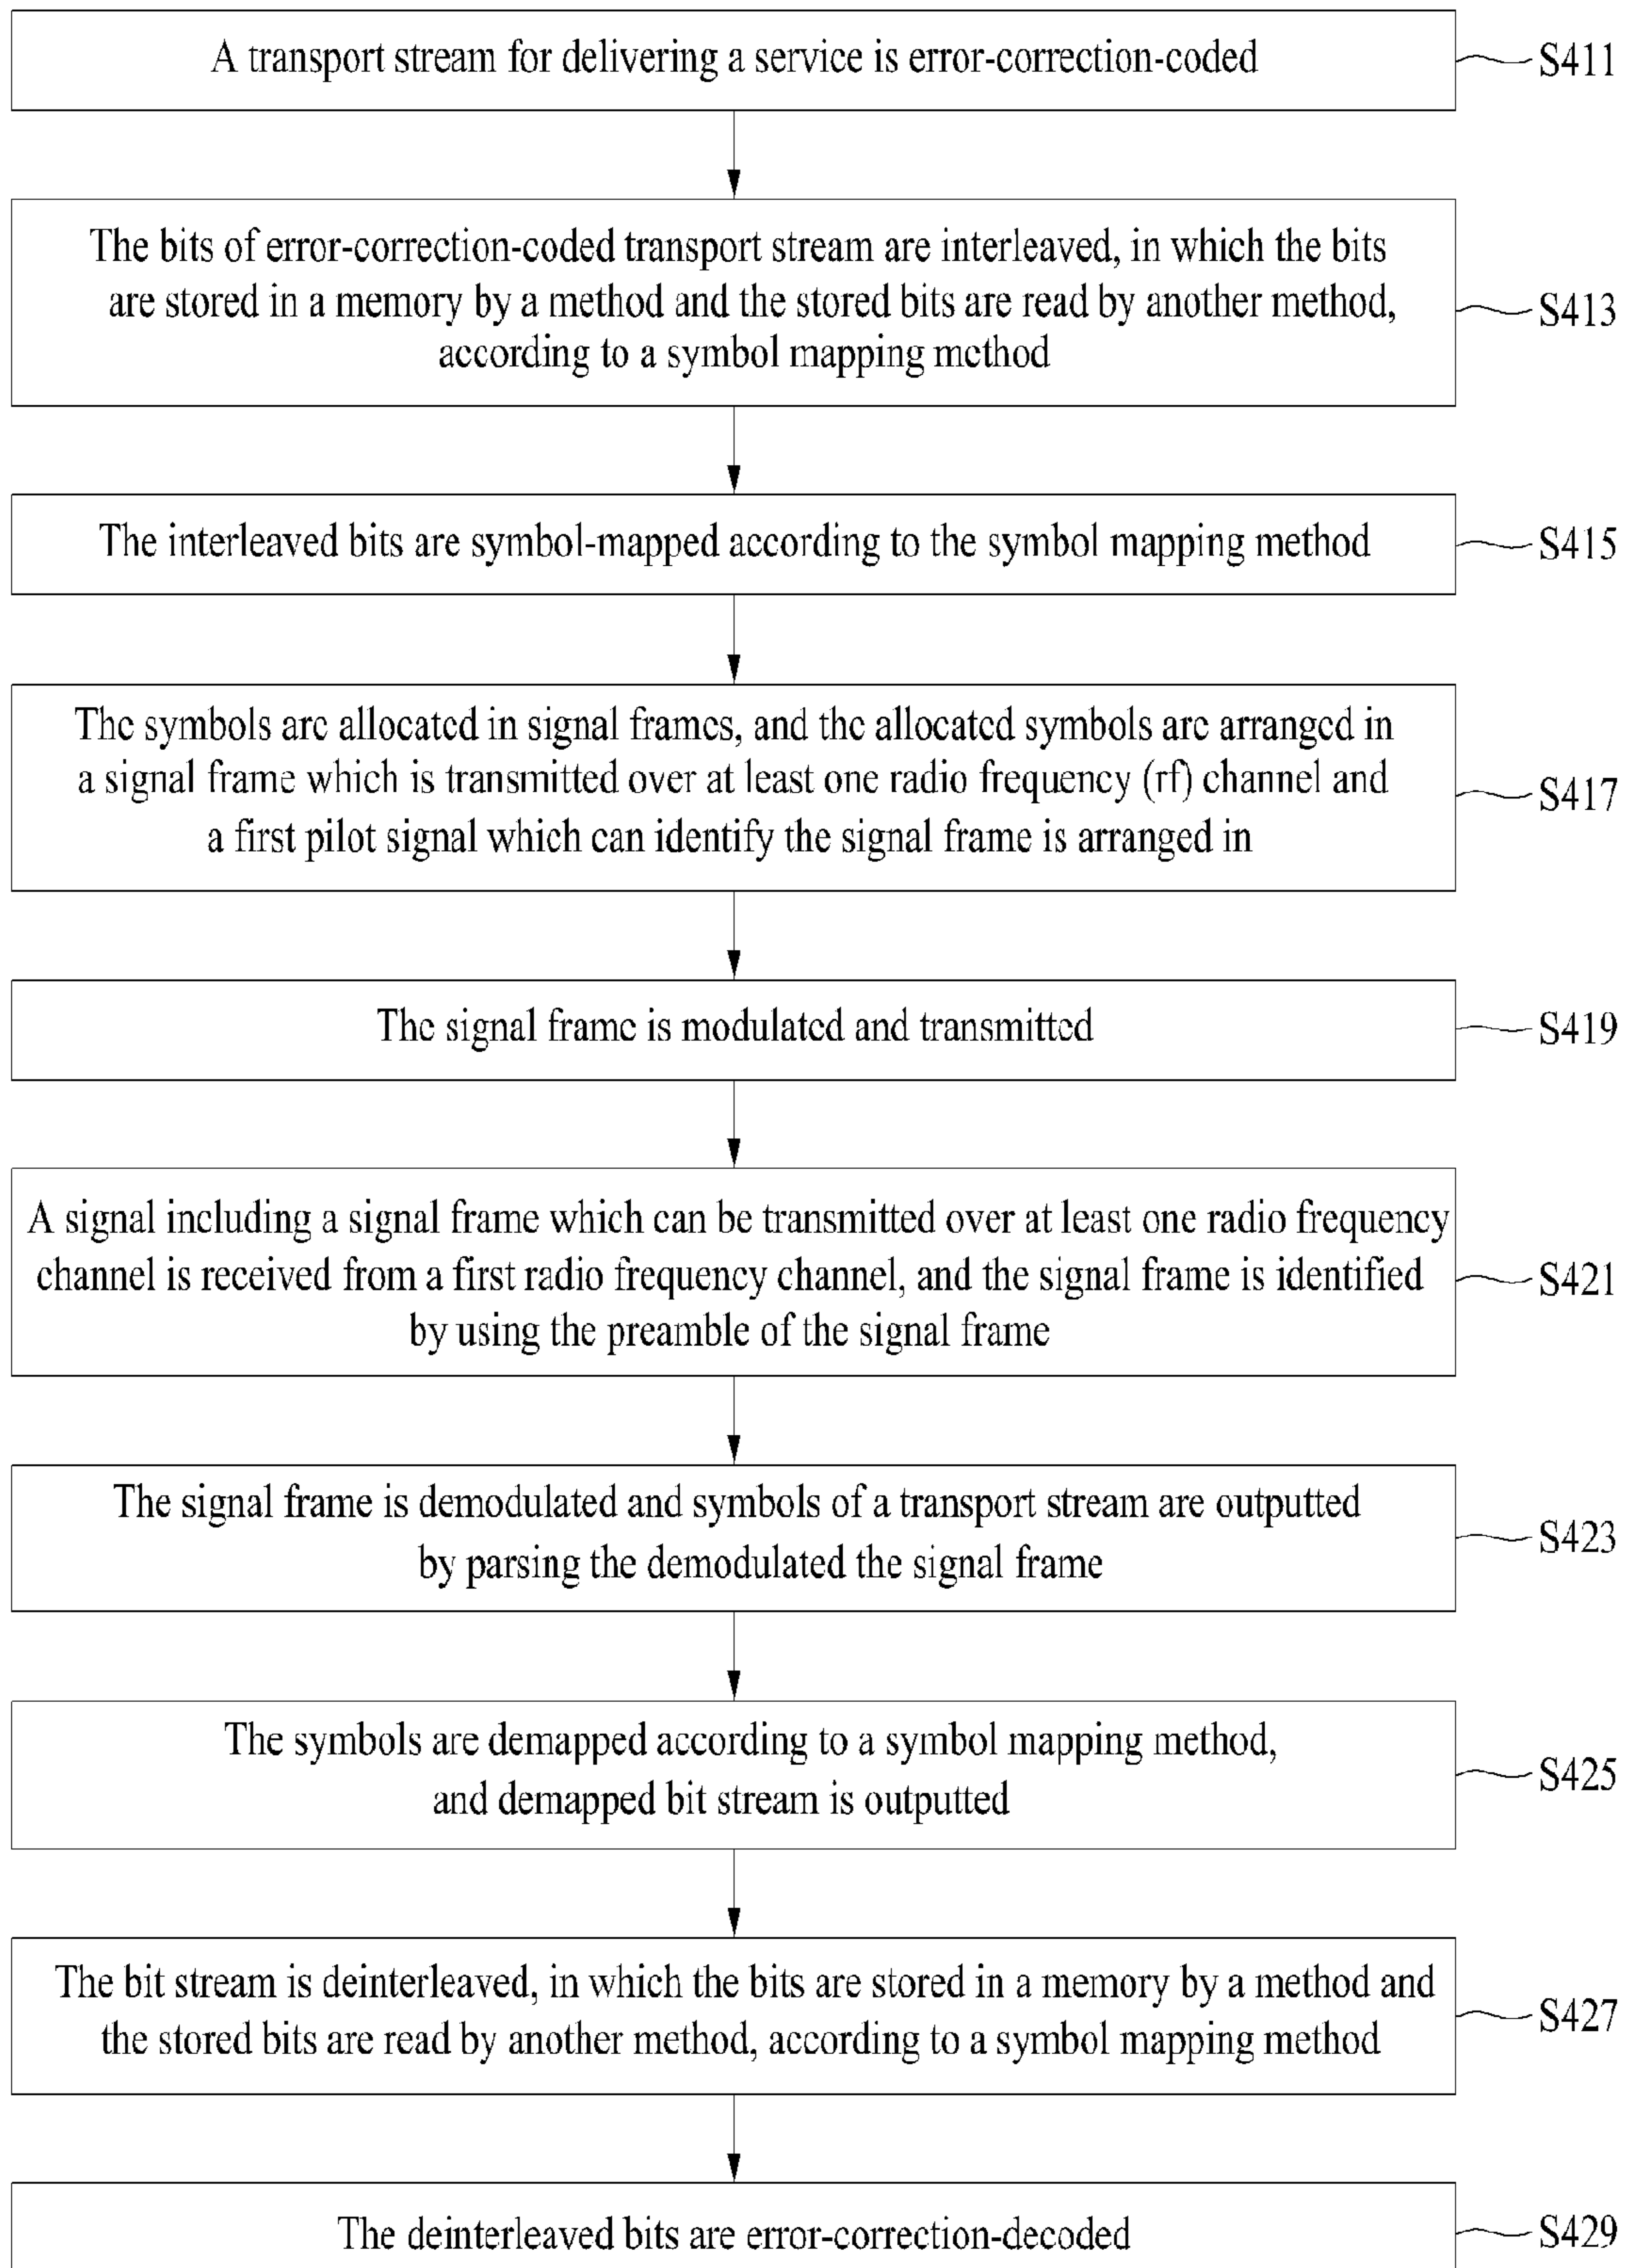 A transport stream for delivering a service is error-correction-coded
S411
The bits of error-correction-coded transport stream are interleaved, in which the bits
are stored in a memory by a method and the stored bits are read by another method,
according to a symbol mapping method
S413
The interleaved bits are symbol-mapped according to the symbol mapping method
S415
The symbols are allocated in signal frames, and the allocated symbols are arranged in
a signal frame which is transmitted over at least one radio frequency (rf) channel and
a first pilot signal which can identify the signal frame is arranged in
S417
The signal frame is modulated and transmitted
S419
A signal including a signal frame which can be transmitted over at least one radio frequency
channel is received from a first radio frequency channel, and the signal frame is identified
by using the preamble of the signal frame
S421
The signal frame is demodulated and symbols of a transport stream are outputted
by parsing the demodulated the signal frame
S423
The symbols are demapped according to a symbol mapping method,
and demapped bit stream is outputted
S425
The bit stream is deinterleaved, in which the bits are stored in a memory by a method and
the stored bits are read by another method, according to a symbol mapping method
S427
The deinterleaved bits are error-correction-decoded
S429